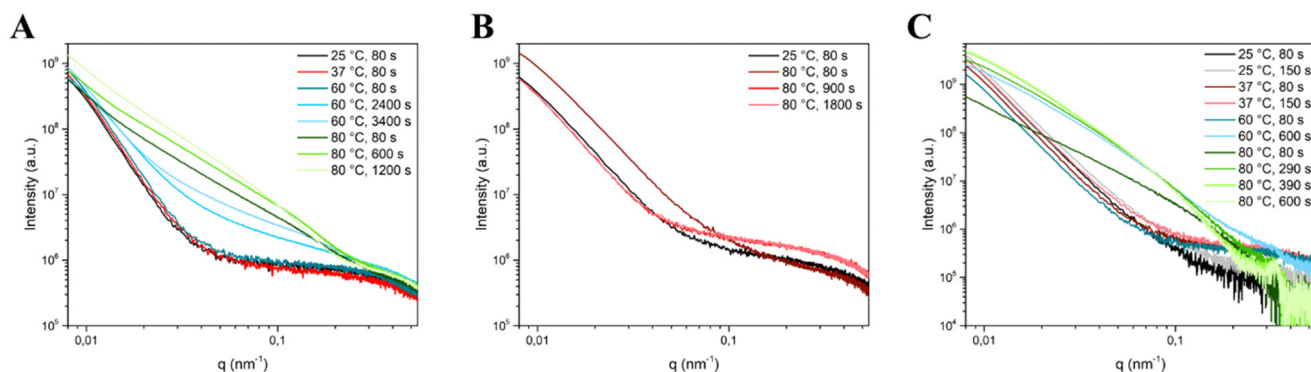 A
Intensity (a.u.)
10⁹
10⁸
10⁷
10⁶
10⁵
0,01
0,1
q (nm⁻¹)
25 °C, 80 s
37 °C, 80 s
60 °C, 80 s
60 °C, 2400 s
60 °C, 3400 s
80 °C, 80 s
80 °C, 600 s
80 °C, 1200 s
B
Intensity (a.u.)
10⁹
10⁸
10⁷
10⁶
10⁵
0,01
0,1
q (nm⁻¹)
25 °C, 80 s
80 °C, 80 s
80 °C, 900 s
80 °C, 1800 s
C
Intensity (a.u.)
10⁹
10⁸
10⁷
10⁶
10⁵
10⁴
0,01
0,1
q (nm⁻¹)
25 °C, 80 s
25 °C, 150 s
37 °C, 80 s
37 °C, 150 s
60 °C, 80 s
60 °C, 600 s
80 °C, 80 s
80 °C, 290 s
80 °C, 390 s
80 °C, 600 s